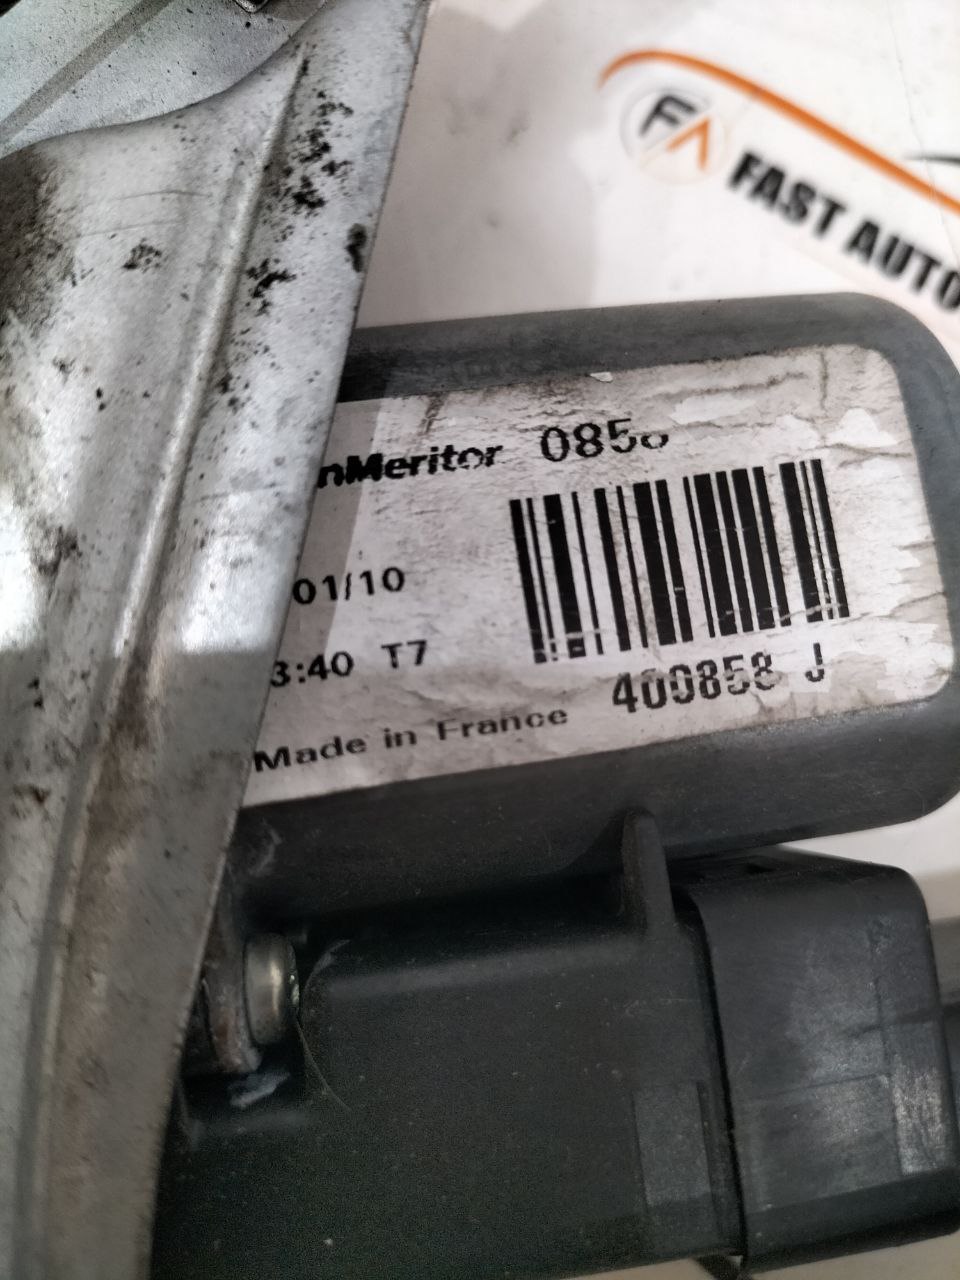 FA
FAST AUTO
nMeritor 085
01/10
3:40 T7
400858 J
Made in France